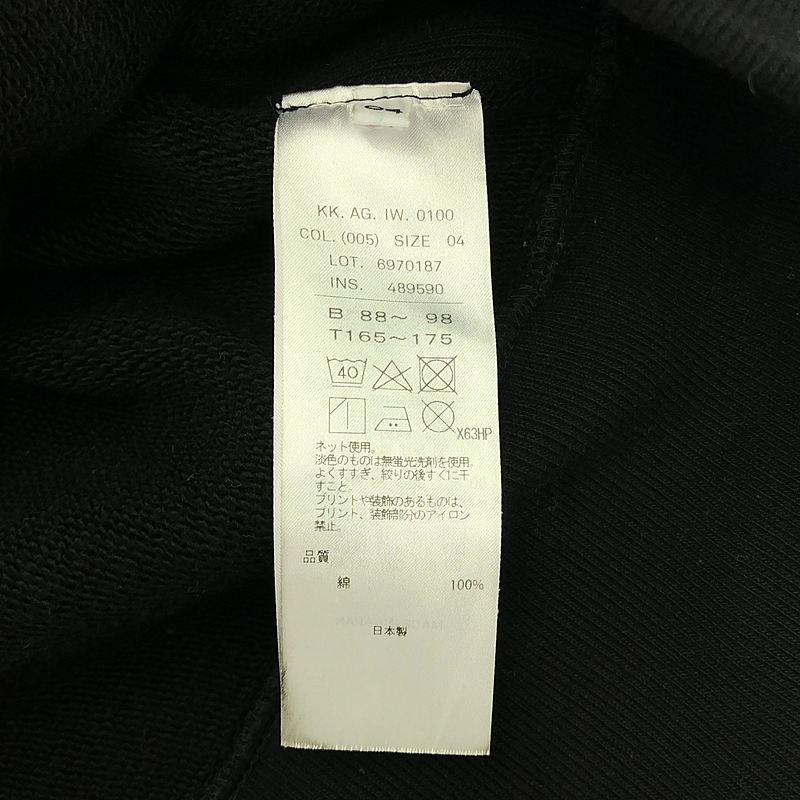 KK. AG. IW. 0100
COL. (005) SIZE 04
LOT. 6970187
INS. 489590
B 88～ 98
T165～175
40
X63HP
ネット使用。
淡色のものは無蛍光洗剤を使用。
よくすすぎ、絞りの後すぐに干
すこと。
プリントや装飾のあるものは、
プリント、装飾部分のアイロン
禁止。
品質
綿 100%
日本製